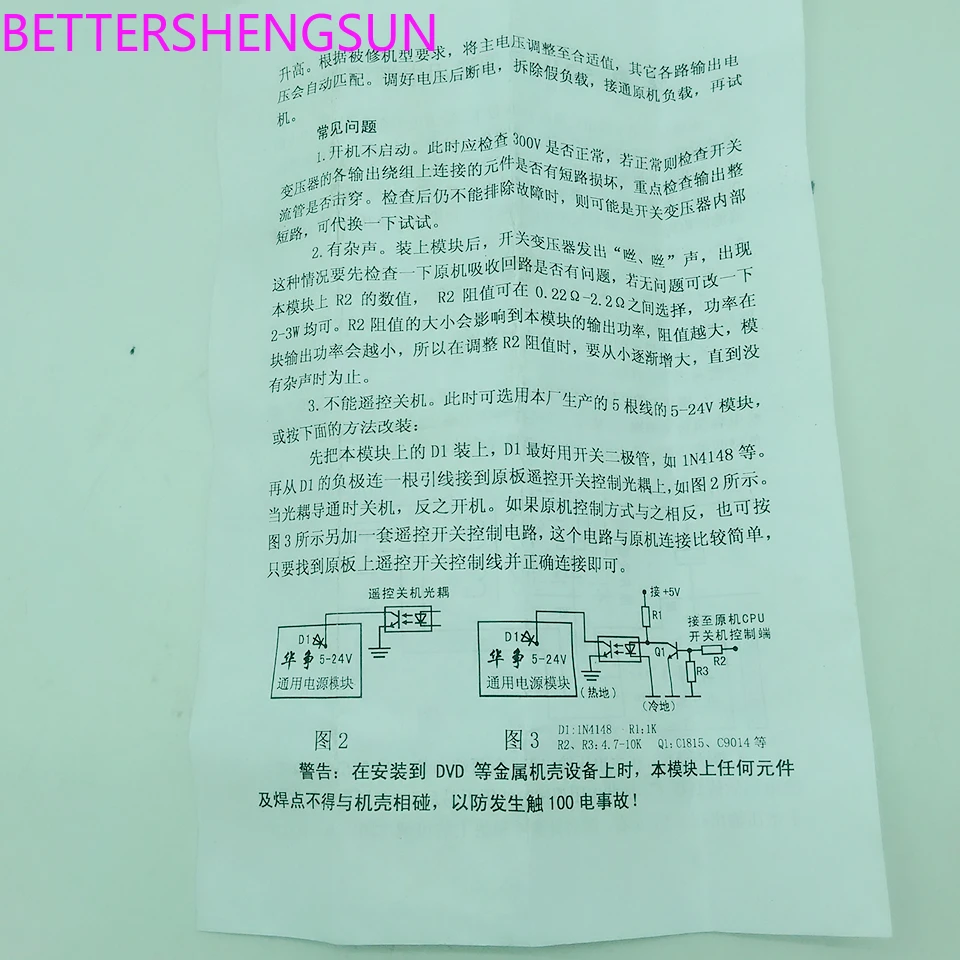 BETTERSHENGSUN
升高。根据被修机型要求，将主电压调整至合适值，其它各路输出电
压会自动匹配。调好电压后断电，拆除假负载，接通原机负载，再试
机。
常见问题
1.开机不启动。此时应检查300V是否正常，若正常则检查开关
变压器的各输出绕组上连接的元件是否有短路损坏，重点检查输出整
流管是否击穿。检查后仍不能排除故障时，则可能是开关变压器内部
短路，可代换一下试试。
2.有杂声。装上模块后，开关变压器发出“咝、咝”声，出现
这种情况要先检查一下原机吸收回路是否有问题，若无问题可改一下
本模块上 R2 的数值， R2 阻值可在 0.22Ω-2.2Ω之间选择，功率在
2-3W均可。R2阻值的大小会影响到本模块的输出功率，阻值越大，模
块输出功率会越小，所以在调整R2阻值时，要从小逐渐增大，直到没
有杂声时为止。
3.不能遥控关机。此时可选用本厂生产的5根线的5-24V模块，
或按下面的方法改装：
先把本模块上的D1装上，D1最好用开关二极管，如1N4148等。
再从D1的负极连一根引线接到原板遥控开关控制光耦上，如图2所示。
当光耦导通时关机，反之开机。如果原机控制方式与之相反，也可按
图3所示另加一套遥控开关控制电路，这个电路与原机连接比较简单，
只要找到原板上遥控开关控制线并正确连接即可。
遥控关机光耦
D1
华争 5-24V
通用电源模块
图2
接+5V
R1
接至原机CPU
开关机控制端
D1
华争 5-24V
通用电源模块
Q1
R2
R3
(热地)
(冷地)
图3
D1:1N4148 R1:1K
R2、R3:4.7-10K Q1:C1815、C9014等
警告：在安装到 DVD 等金属机壳设备上时，本模块上任何元件
及焊点不得与机壳相碰，以防发生触100电事故！